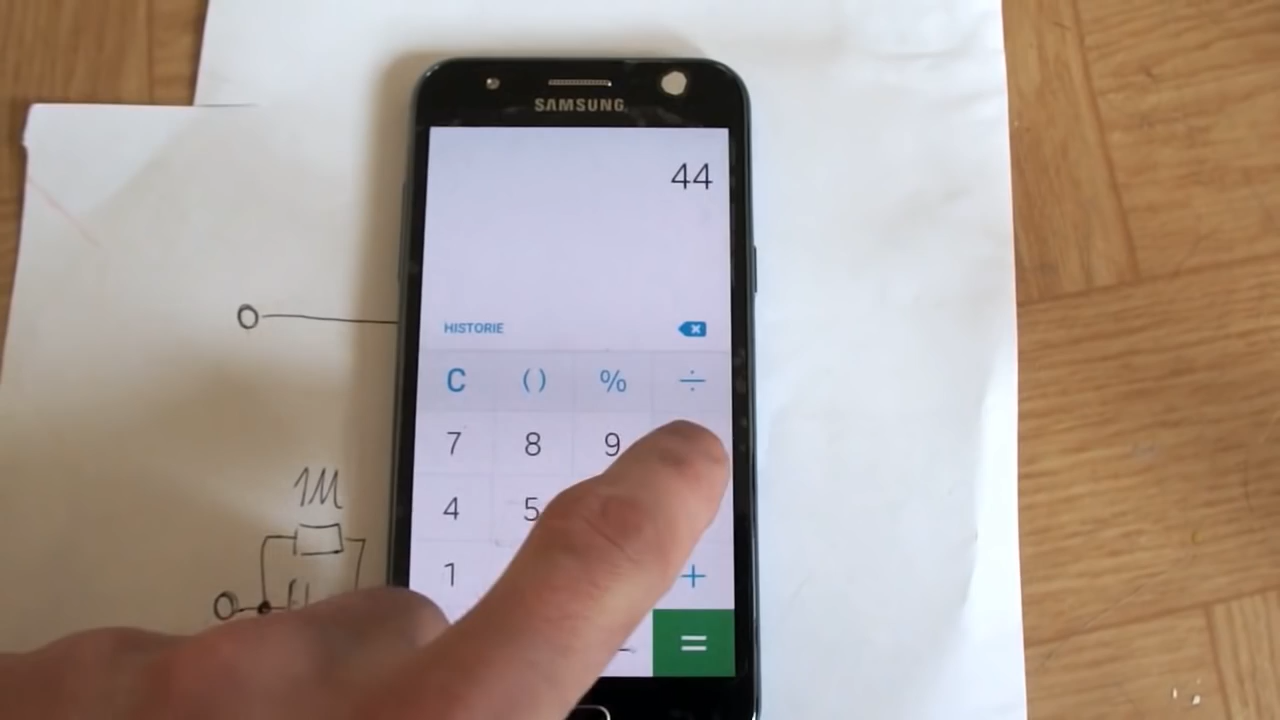 SAMSUNG
44
HISTORIE
C () % ÷
7 8 9
4 5
1 +
=
1M